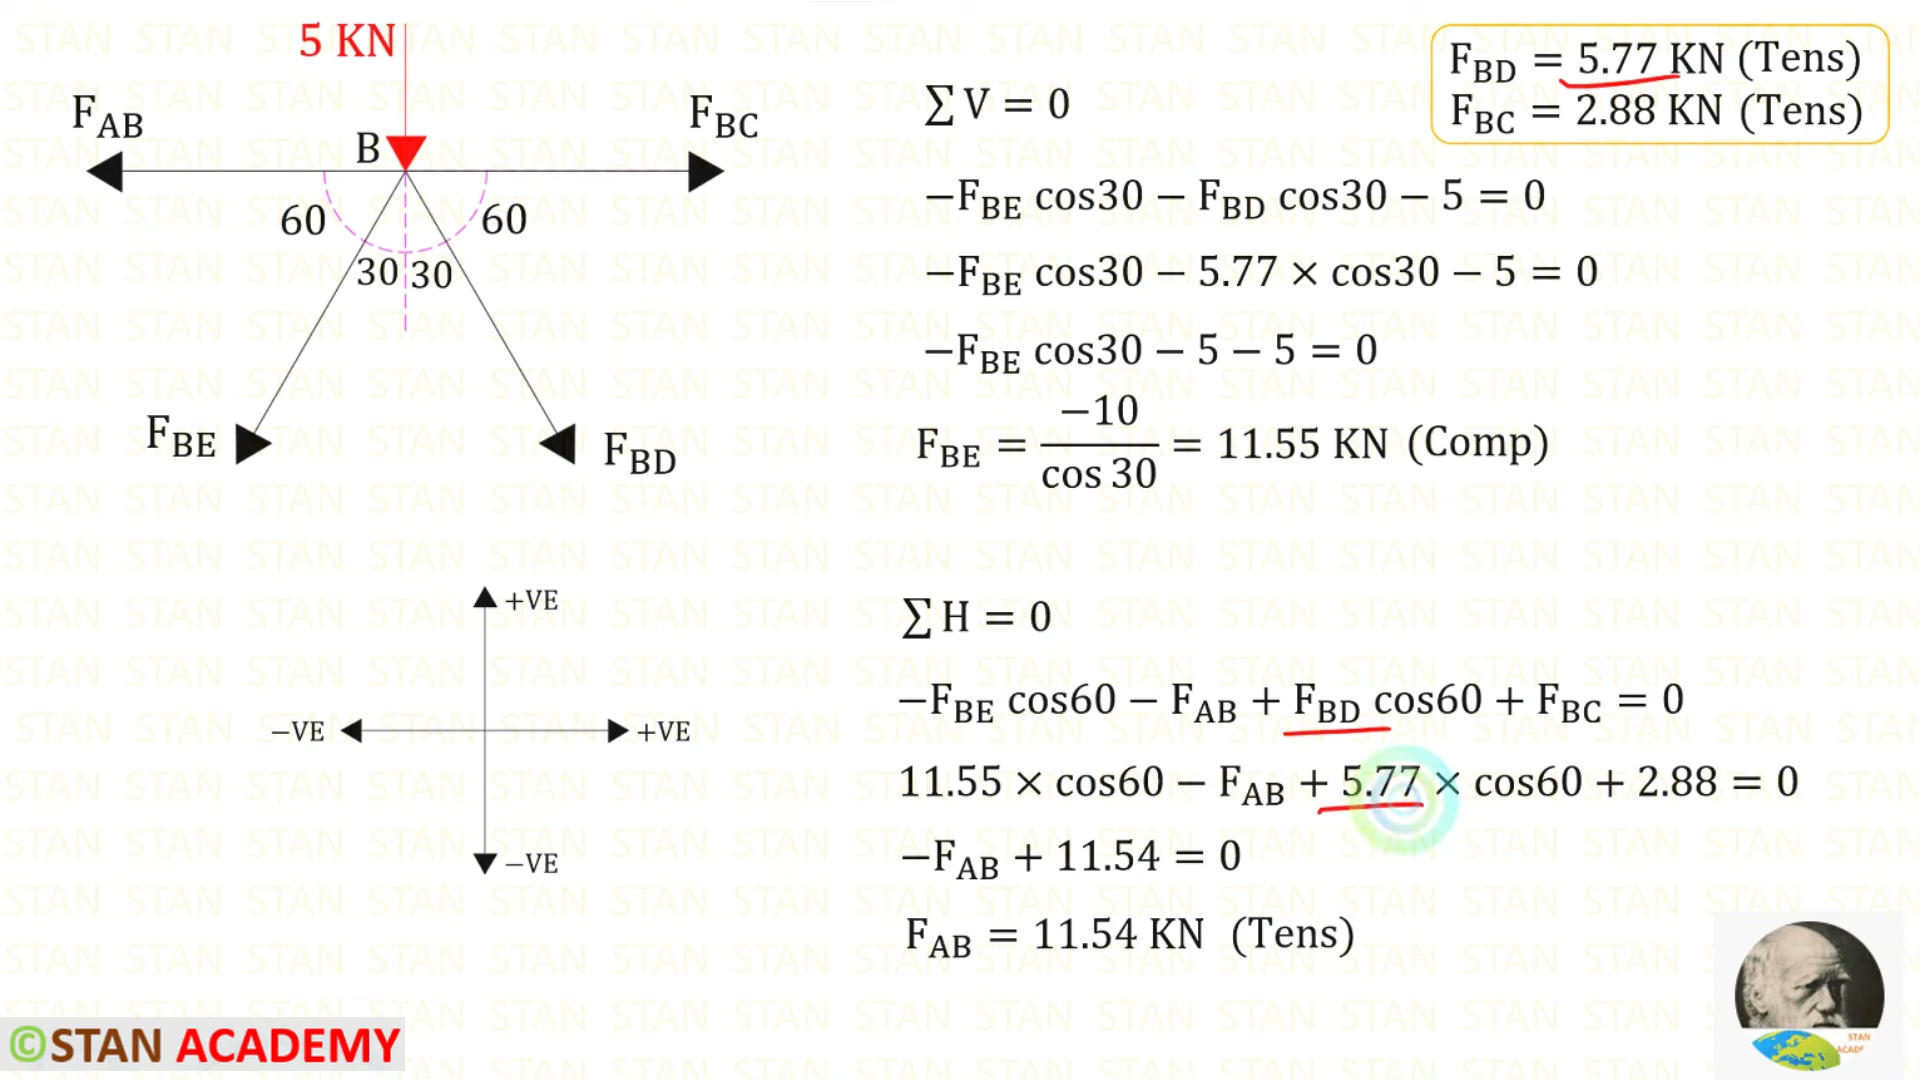 5 KN
F_AB
B
F_BC
60
60
30
30
F_BE
F_BD
F_BD = 5.77 KN (Tens)
F_BC = 2.88 KN (Tens)
∑ V = 0
−F_BE cos30 − F_BD cos30 − 5 = 0
−F_BE cos30 − 5.77 × cos30 − 5 = 0
−F_BE cos30 − 5 − 5 = 0
F_BE = −10 / cos 30 = 11.55 KN (Comp)
+VE
−VE
+VE
−VE
∑ H = 0
−F_BE cos60 − F_AB + F_BD cos60 + F_BC = 0
11.55 × cos60 − F_AB + 5.77 × cos60 + 2.88 = 0
−F_AB + 11.54 = 0
F_AB = 11.54 KN (Tens)
©STAN ACADEMY
STAN